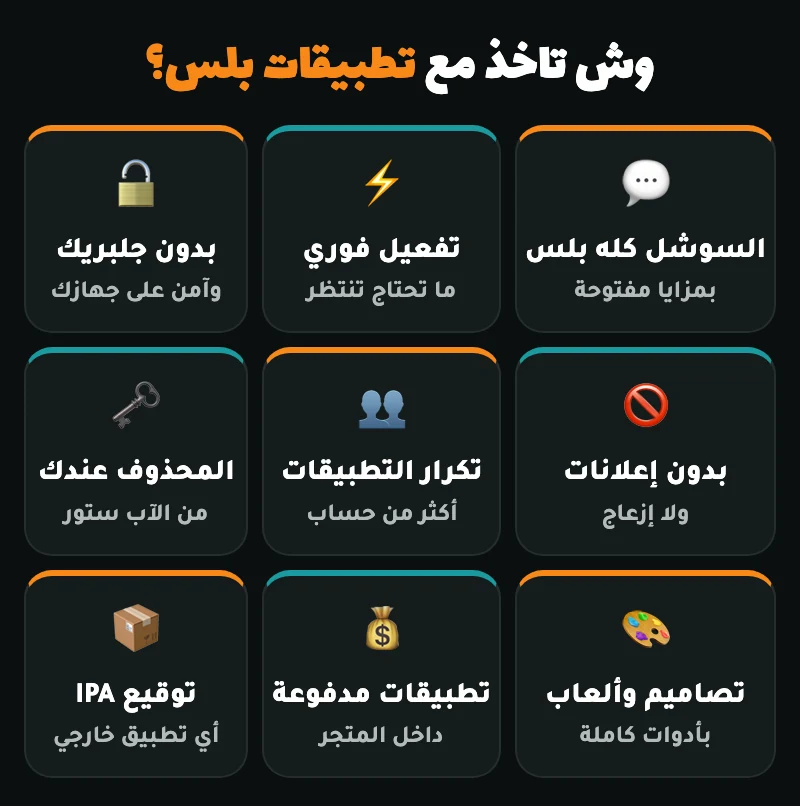 وش تاخذ مع تطبيقات بلس؟
السوشل كله بلس
بمزايا مفتوحة
تفعيل فوري
ما تحتاج تنتظر
بدون جلبريك
وآمن على جهازك
بدون إعلانات
ولا إزعاج
تكرار التطبيقات
أكثر من حساب
المحذوف عندك
من الآب ستور
تصاميم وألعاب
بأدوات كاملة
تطبيقات مدفوعة
داخل المتجر
توقيع IPA
أي تطبيق خارجي